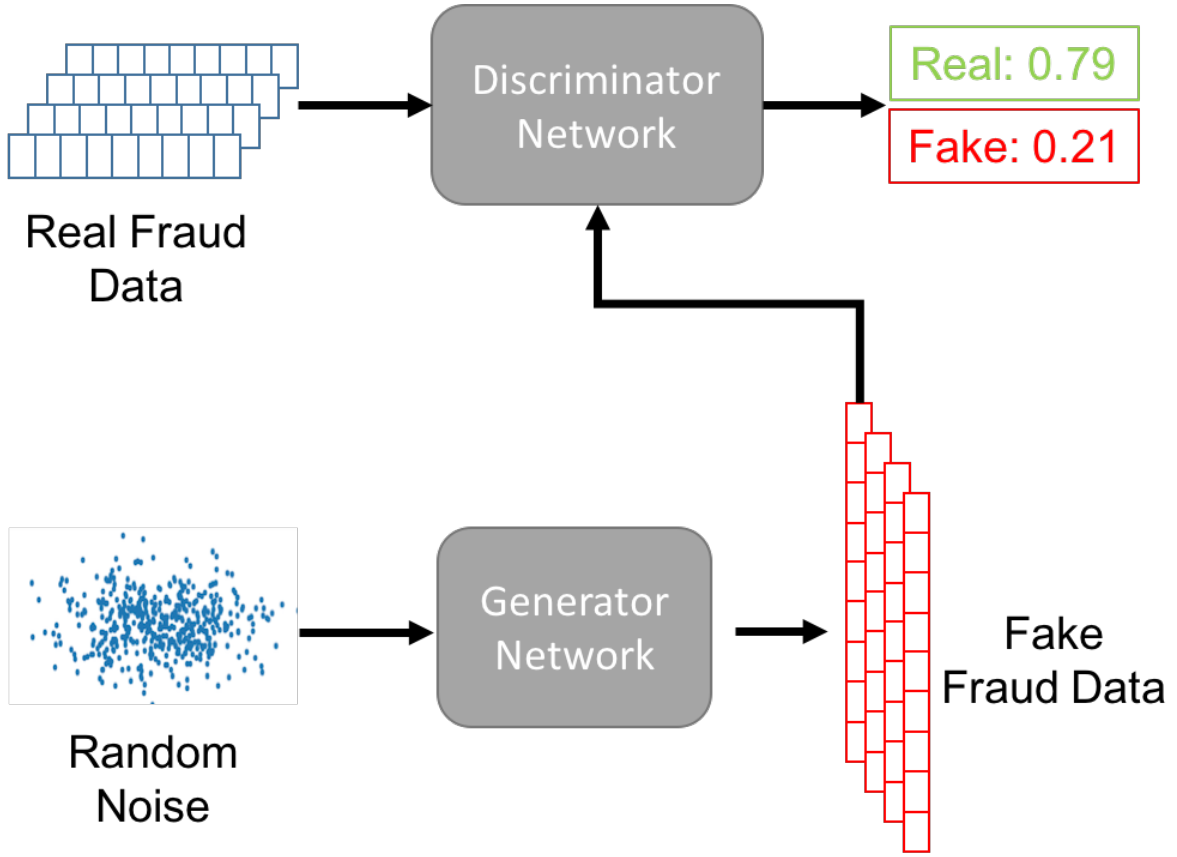 Discriminator
Network
Real: 0.79
Fake: 0.21
Real Fraud
Data
Generator
Network
Fake
Fraud Data
Random
Noise